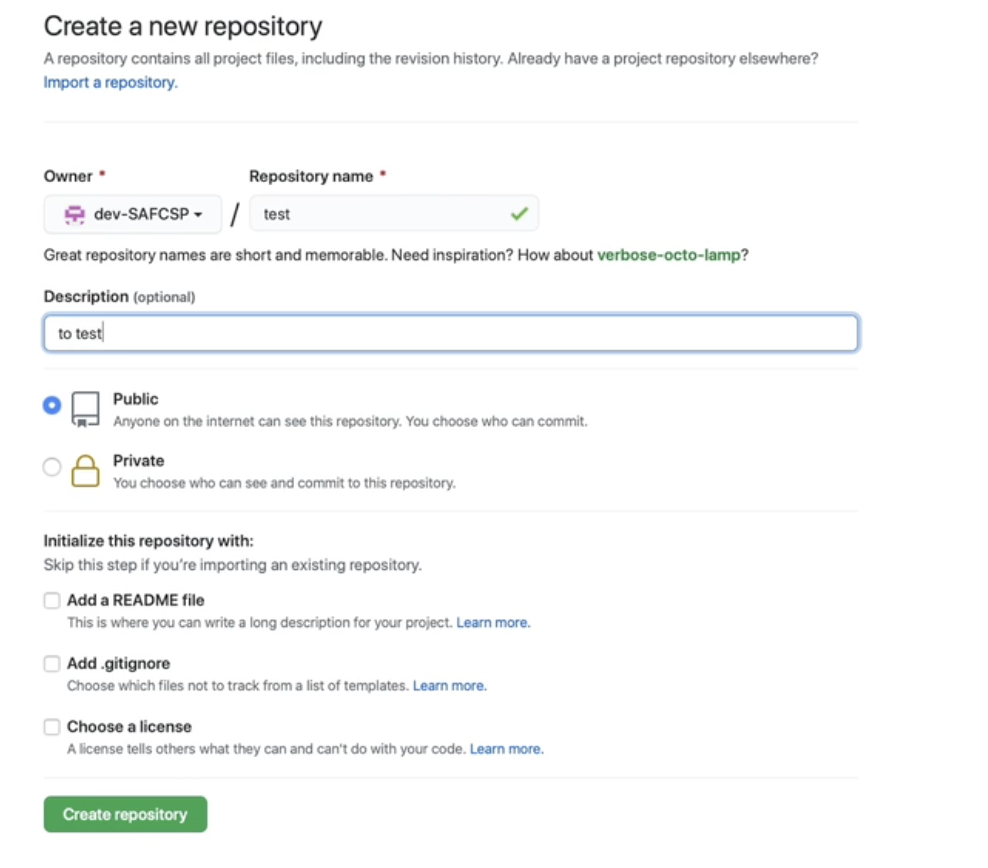 Create a new repository
A repository contains all project files, including the revision history. Already have a project repository elsewhere?
Import a repository.
Owner * Repository name *
dev-SAFCSP / test
Great repository names are short and memorable. Need inspiration? How about verbose-octo-lamp?
Description (optional)
to test
Public
Anyone on the internet can see this repository. You choose who can commit.
Private
You choose who can see and commit to this repository.
Initialize this repository with:
Skip this step if you're importing an existing repository.
Add a README file
This is where you can write a long description for your project. Learn more.
Add .gitignore
Choose which files not to track from a list of templates. Learn more.
Choose a license
A license tells others what they can and can't do with your code. Learn more.
Create repository